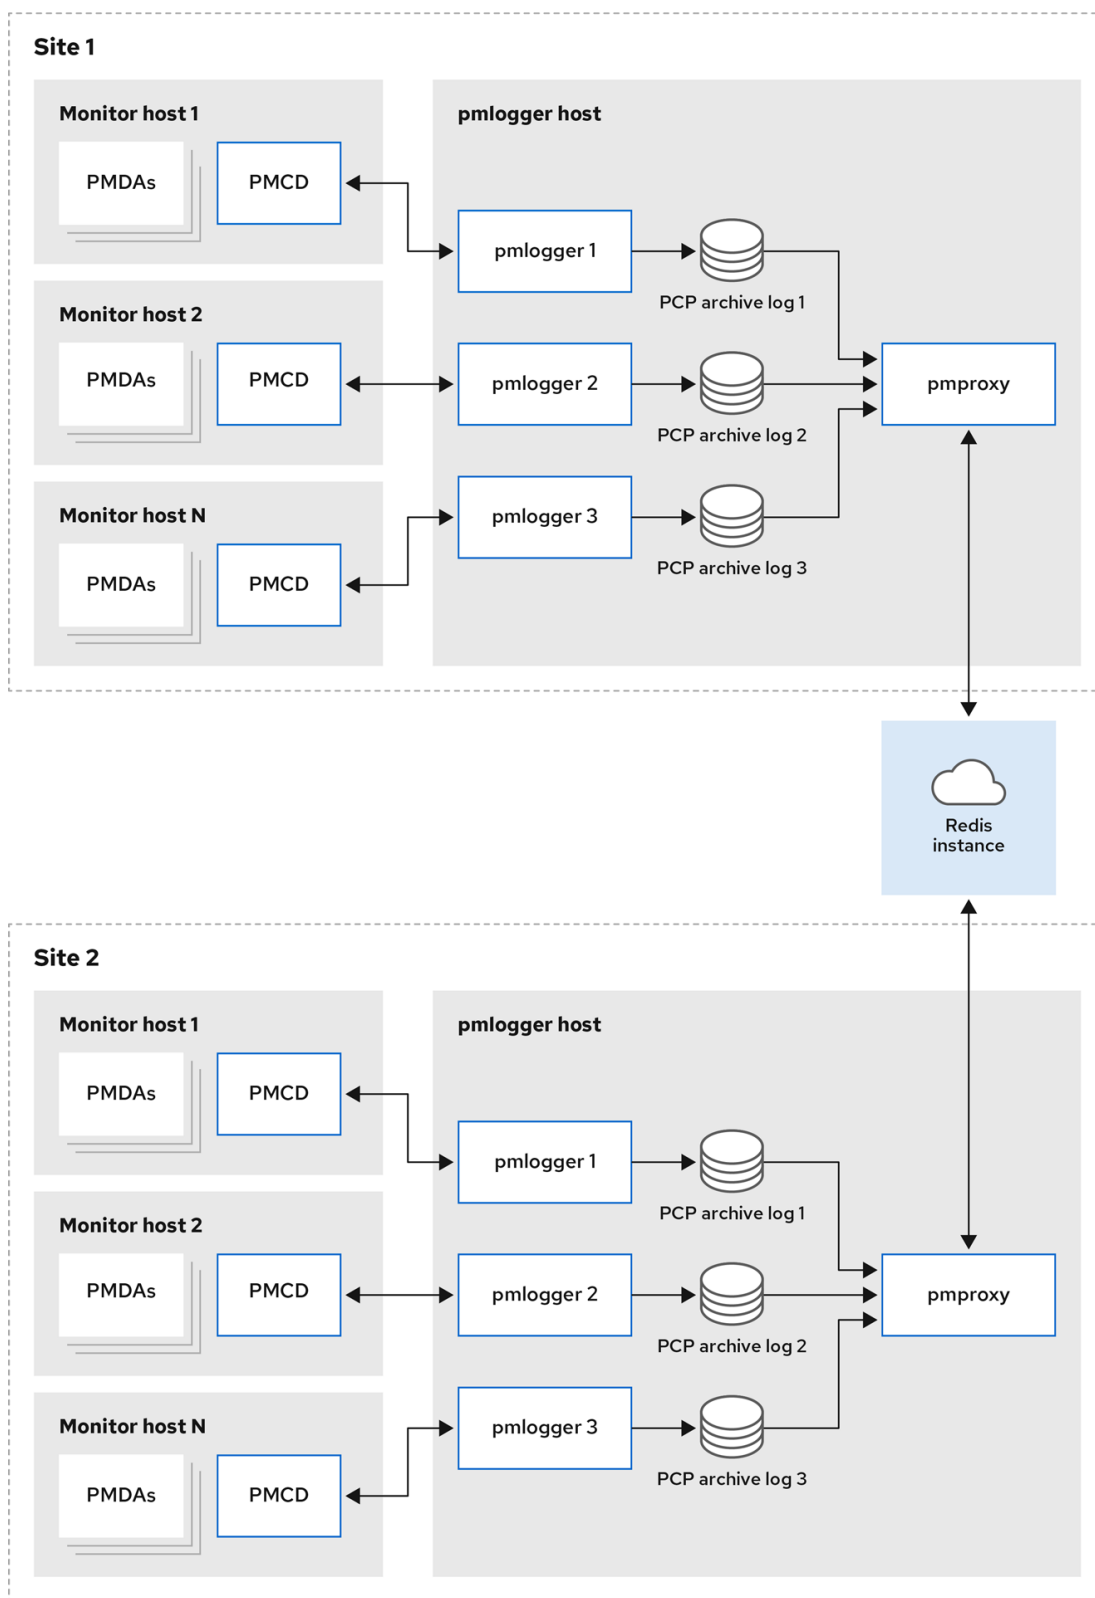 Site 1
Monitor host 1
PMDAs
PMCD
Monitor host 2
PMDAs
PMCD
Monitor host N
PMDAs
PMCD
pmlogger host
pmlogger 1
PCP archive log 1
pmlogger 2
PCP archive log 2
pmlogger 3
PCP archive log 3
pmproxy
Redis
instance
Site 2
Monitor host 1
PMDAs
PMCD
Monitor host 2
PMDAs
PMCD
Monitor host N
PMDAs
PMCD
pmlogger host
pmlogger 1
PCP archive log 1
pmlogger 2
PCP archive log 2
pmlogger 3
PCP archive log 3
pmproxy